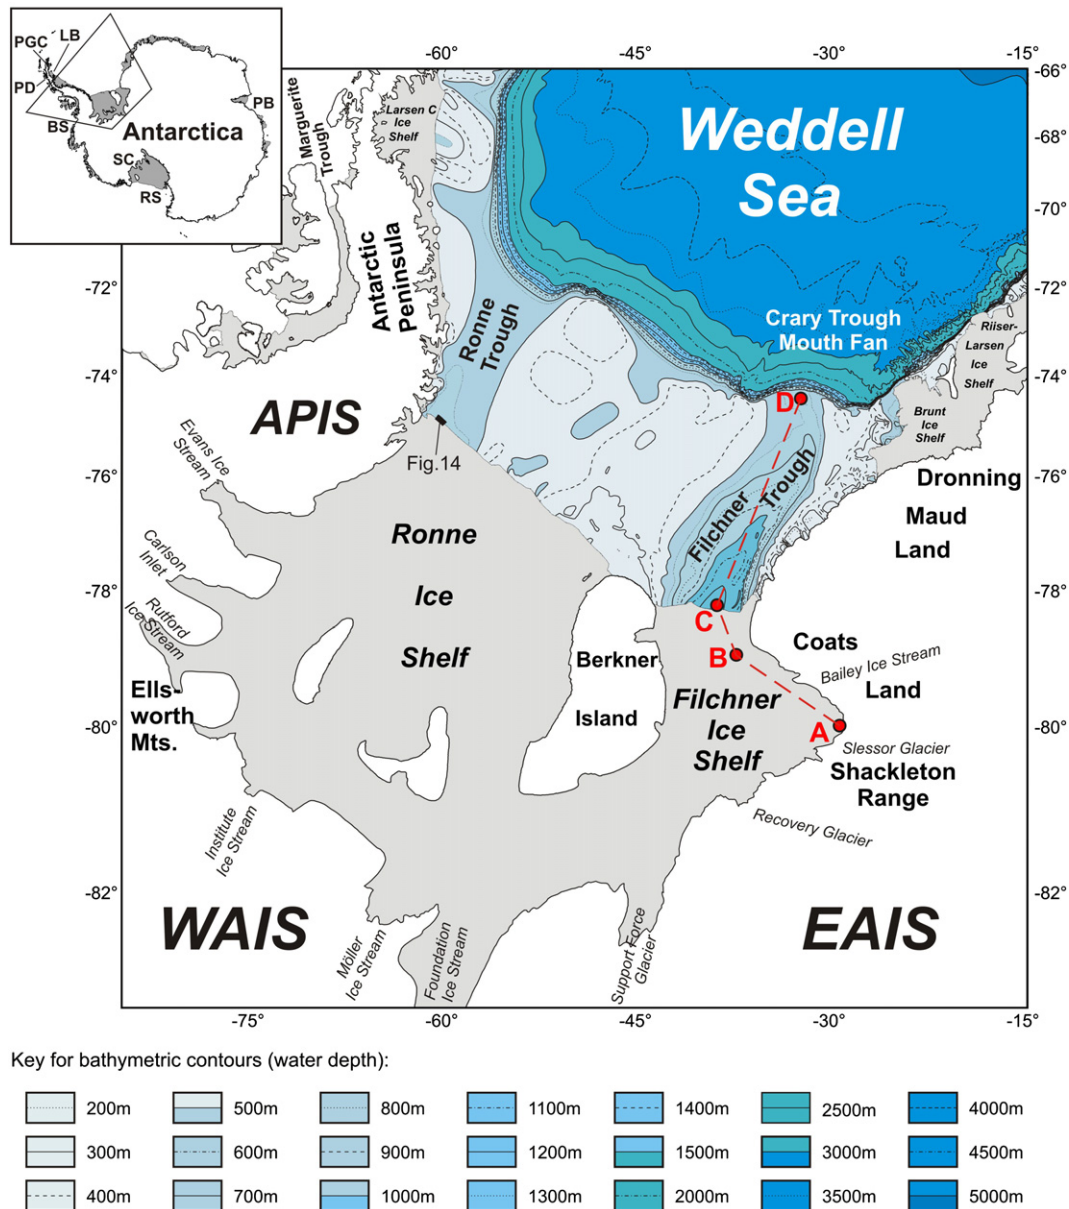 PGC
LB
PD
BS
Antarctica
PB
SC
RS
-60°
-45°
-30°
-15°
-66°
-68°
-70°
-72°
-74°
-76°
-78°
-80°
-82°
-72°
-74°
-76°
-78°
-80°
-82°
Marguerite
Trough
Larsen C
Ice
Shelf
Weddell
Sea
Antarctic
Peninsula
Ronne
Trough
Crary Trough
Mouth Fan
Riiser-
Larsen
Ice
Shelf
Brunt
Ice
Shelf
APIS
Fig.14
D
Filchner
Trough
Dronning
Maud
Land
Evans Ice
Stream
Carlson
Inlet
Rutford
Ice Stream
Ronne
Ice
Shelf
C
B
Coats
Land
Bailey Ice Stream
Berkner
Island
Filchner
Ice
Shelf
A
Slessor Glacier
Shackleton
Range
Ells-
worth
Mts.
Institute
Ice Stream
Recovery Glacier
WAIS
EAIS
Möller
Ice Stream
Foundation
Ice Stream
Support Force
Glacier
-75°
-60°
-45°
-30°
-15°
Key for bathymetric contours (water depth):
200m
500m
800m
1100m
1400m
2500m
4000m
300m
600m
900m
1200m
1500m
3000m
4500m
400m
700m
1000m
1300m
2000m
3500m
5000m